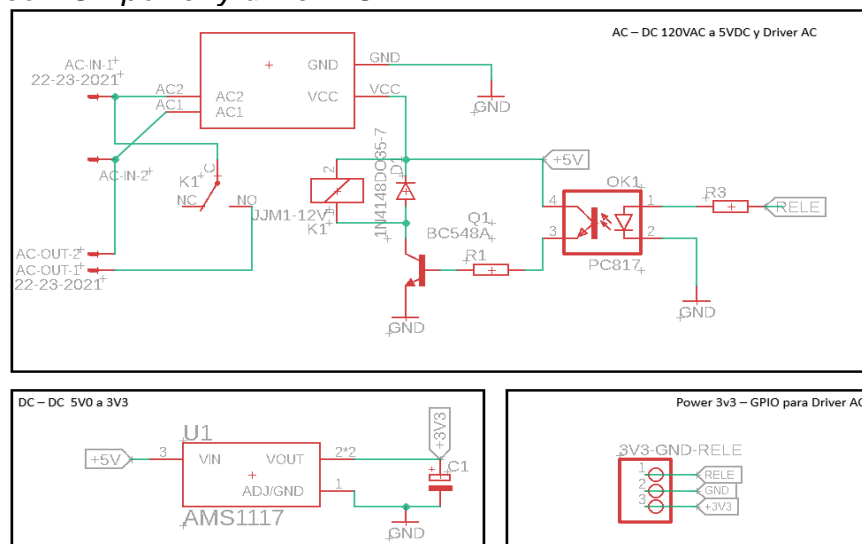 AC – DC 120VAC a 5VDC y Driver AC
AC-IN-1
22-23-2021
AC2
AC1
AC2
AC1
GND
VCC
GND
VCC
GND
AC-IN-2
K1
C
NC
NO
AC-OUT-2
AC-OUT-1
22-23-2021
2
1
JJM1-12V
K1
1N4148DO35-7
D1
Q1
BC548A
R1
GND
+5V
OK1
4
3
1
2
PC817
R3
RELE
GND
DC – DC 5V0 a 3V3
U1
+5V
3
VIN
VOUT
2*2
ADJ/GND
1
AMS1117
+3V3
+
C1
GND
Power 3v3 – GPIO para Driver AC
3V3-GND-RELE
1
2
3
RELE
GND
+3V3